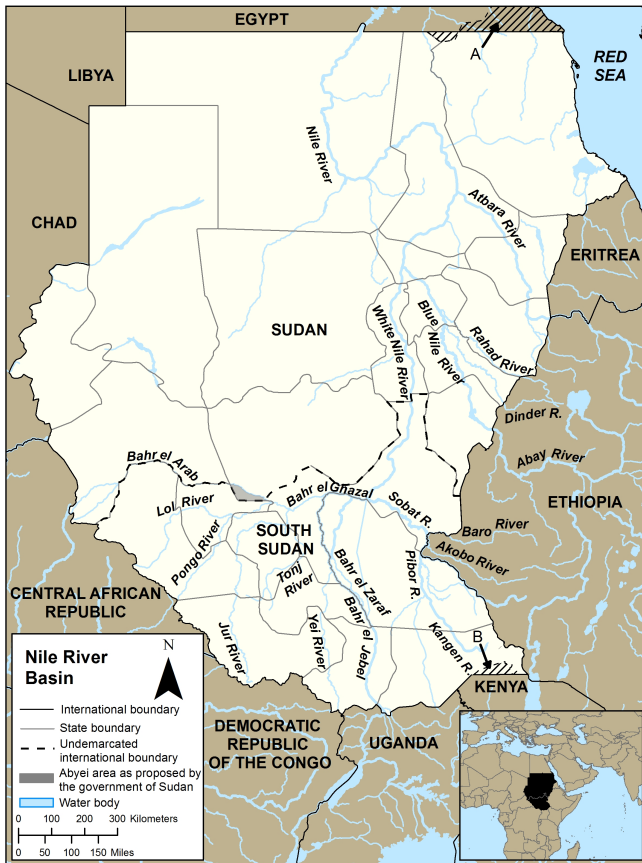 EGYPT
LIBYA
A
RED
SEA
Nile River
Atbara River
CHAD
ERITREA
SUDAN
White Nile River
Blue
Nile River
Rahad River
Dinder R.
Abay River
Bahr el Arab
Bahr el Ghazal
Lol River
Sobat R.
ETHIOPIA
SOUTH
SUDAN
Baro River
Pongo River
Akobo River
Tonj
River
Bahr el Zaraf
Pibor R.
CENTRAL AFRICAN
REPUBLIC
Jur River
Yei River
Bahr el Jebel
Kangen R.
B
KENYA
DEMOCRATIC
REPUBLIC
OF THE CONGO
UGANDA
Nile River
Basin
N
International boundary
State boundary
Undemarcated
international boundary
Abyei area as proposed by
the government of Sudan
Water body
0 100 200 300 Kilometers
0 50 100 150 Miles